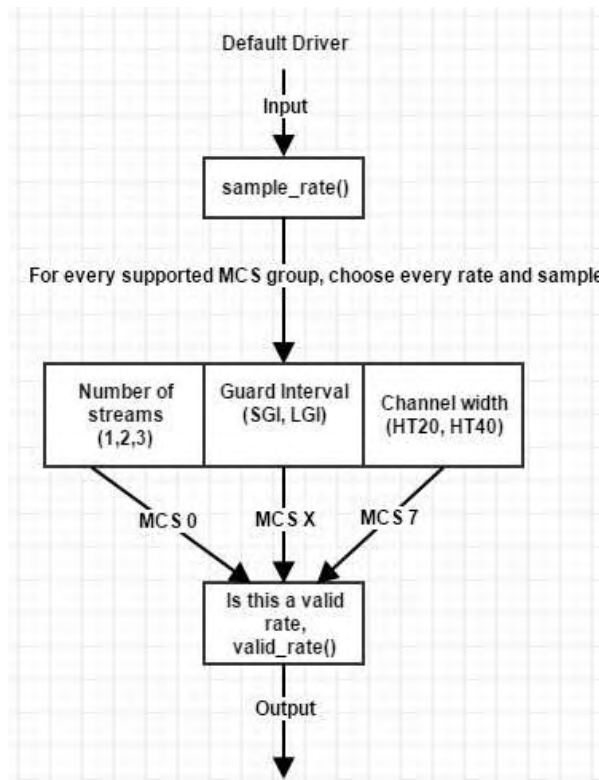 Default Driver
Input
sample_rate()
For every supported MCS group, choose every rate and sample
Number of
streams
(1,2,3)
Guard Interval
(SGI, LGI)
Channel width
(HT20, HT40)
MCS 0
MCS X
MCS 7
Is this a valid
rate,
valid_rate()
Output